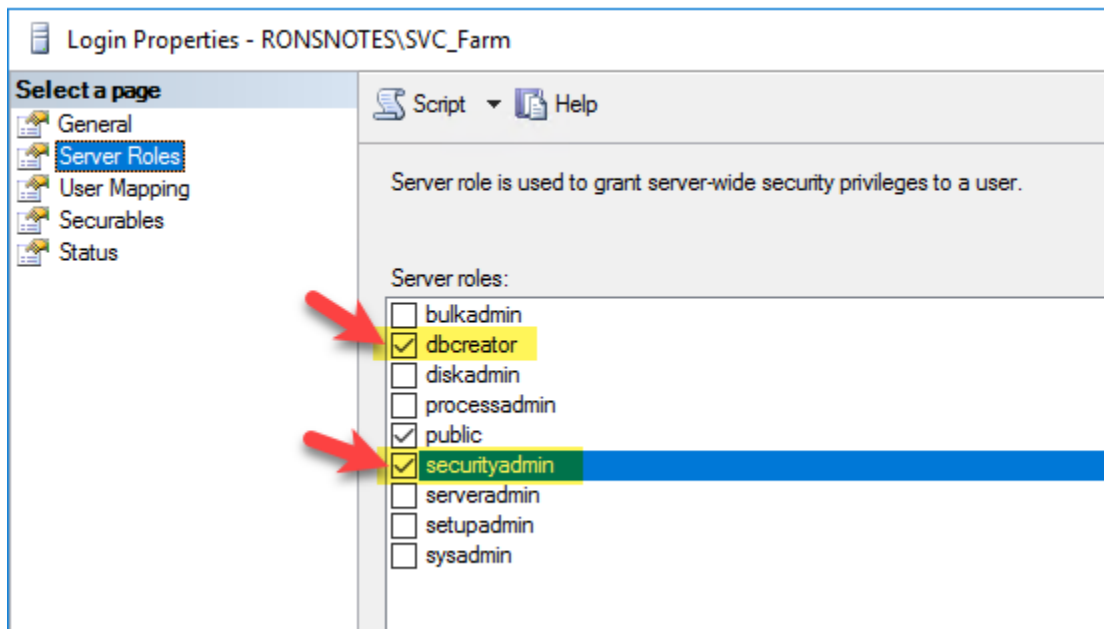 Login Properties - RONSNOTES\SVC_Farm
Select a page
General
Server Roles
User Mapping
Securables
Status
Script Help
Server role is used to grant server-wide security privileges to a user.
Server roles:
bulkadmin
dbcreator
diskadmin
processadmin
public
securityadmin
serveradmin
setupadmin
sysadmin